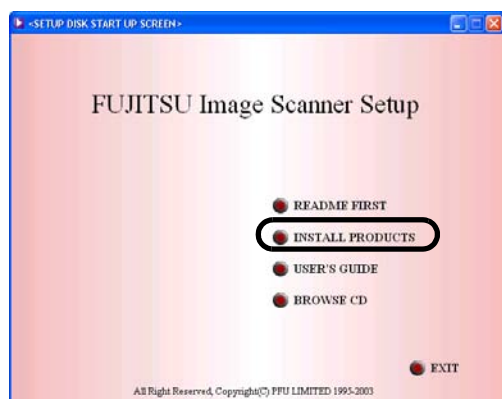 <SETUP DISK START UP SCREEN>
FUJITSU Image Scanner Setup
README FIRST
INSTALL PRODUCTS
USER'S GUIDE
BROWSE CD
EXIT
All Right Reserved, Copyright(C) PFU LIMITED 1995-2003